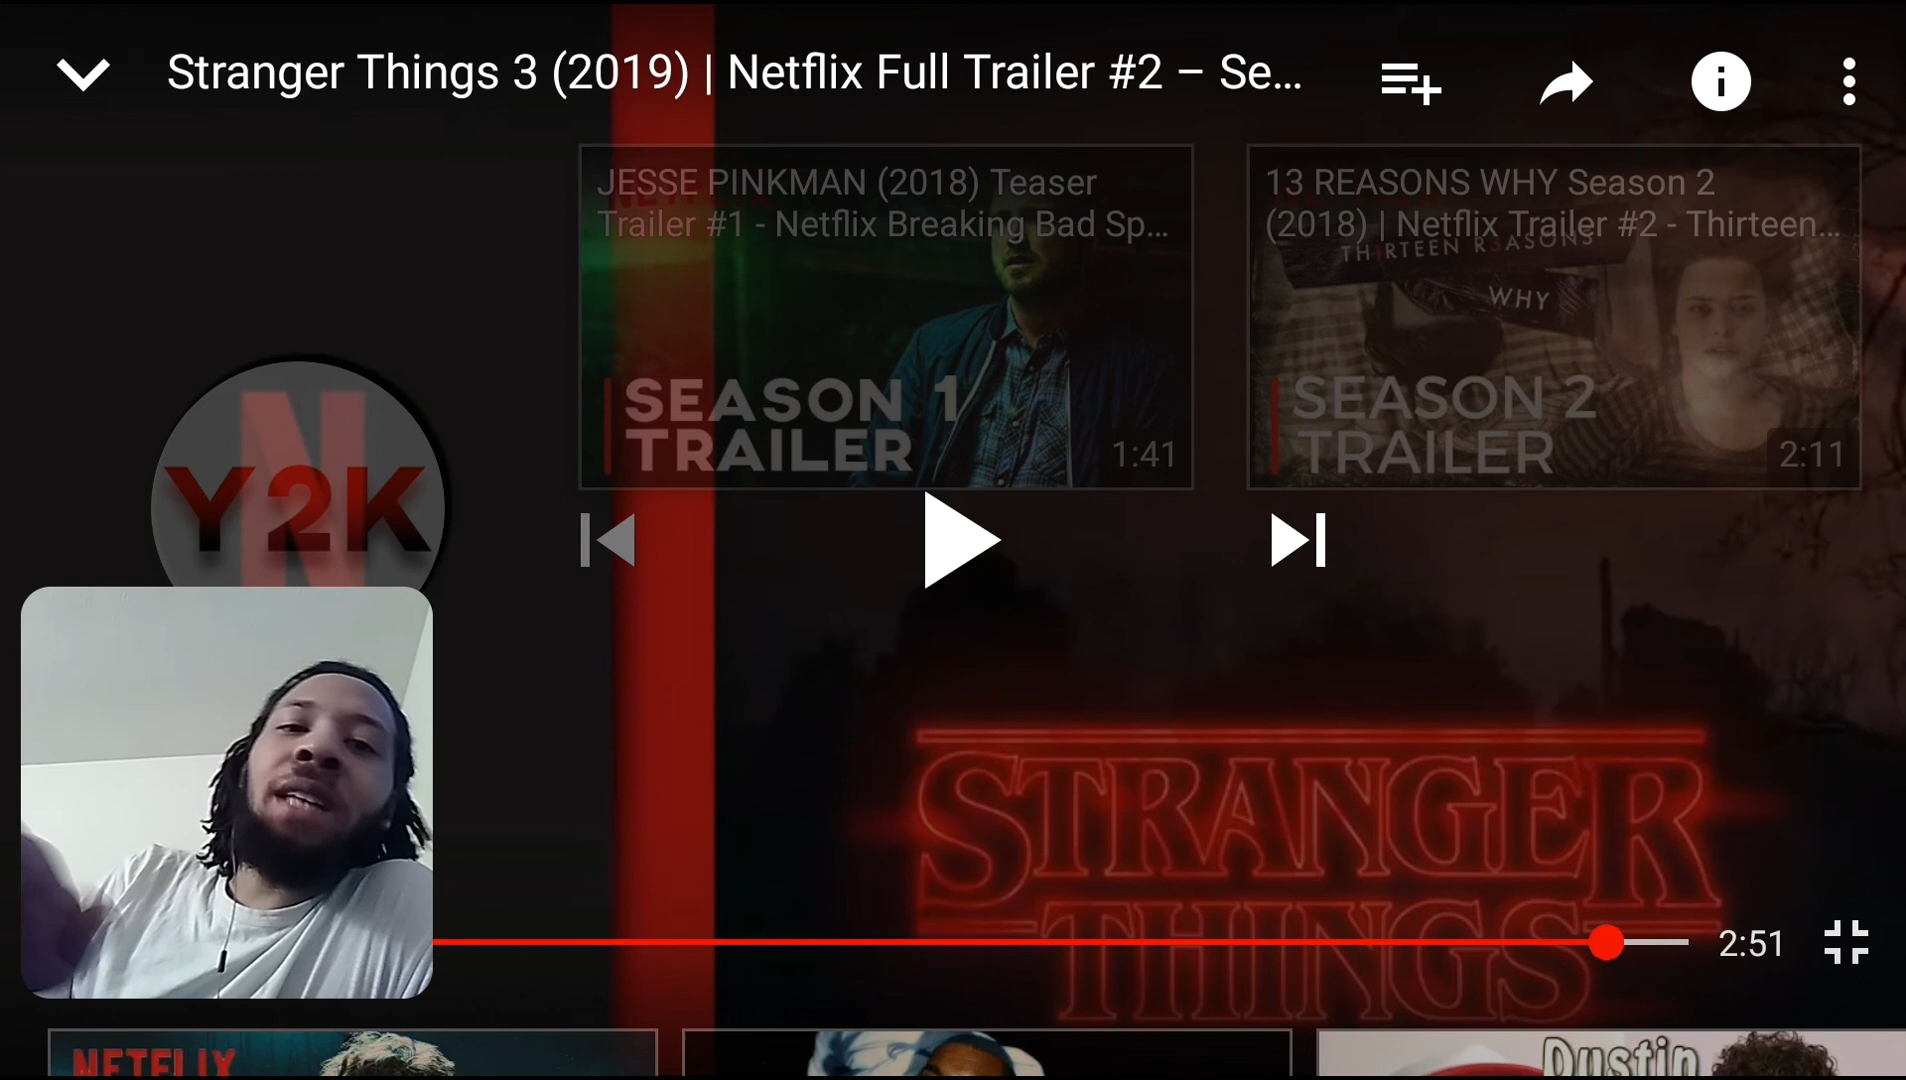 Stranger Things 3 (2019) | Netflix Full Trailer #2 – Se...
JESSE PINKMAN (2018) Teaser
Trailer #1 - Netflix Breaking Bad Sp...
SEASON 1
TRAILER
1:41
13 REASONS WHY Season 2
(2018) | Netflix Trailer #2 - Thirteen...
TH1RTEEN R3ASONS
WHY
SEASON 2
TRAILER
2:11
N
Y2K
STRANGER
THINGS
2:51
NETFLIX
Dustin